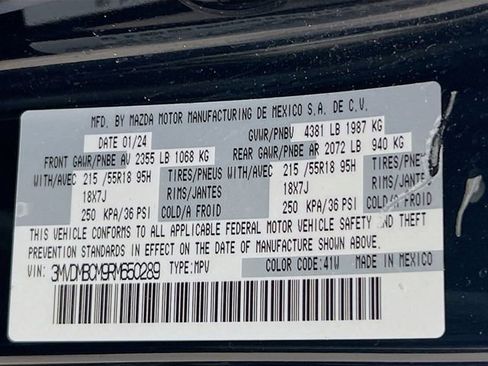 MFD. BY MAZDA MOTOR MANUFACTURING DE MEXICO S.A. DE C.V.
DATE 01/24 GVWR/PNBV 4381 LB 1987 KG
FRONT GAWR/PNBE AV 2355 LB 1068 KG REAR GAWR/PNBE AR 2072 LB 940 KG
WITH/AVEC 215 /55R18 95H TIRES/PNEUS WITH/AVEC 215 /55R18 95H TIRES/PNEU
18X7J RIMS/JANTES 18X7J RIMS/JANTES
250 KPA/36 PSI COLD/A FROID 250 KPA/36 PSI COLD/A FROID
THIS VEHICLE CONFORMS TO ALL APPLICABLE FEDERAL MOTOR VEHICLE SAFETY AND THEFT
PREVENTION STANDARDS IN EFFECT ON THE DATE OF MANUFACTURE SHOWN ABOVE.
VIN: 3MVDMBCM9RM650289 TYPE:MPV COLOR CODE:41W MADE IN MEXICO